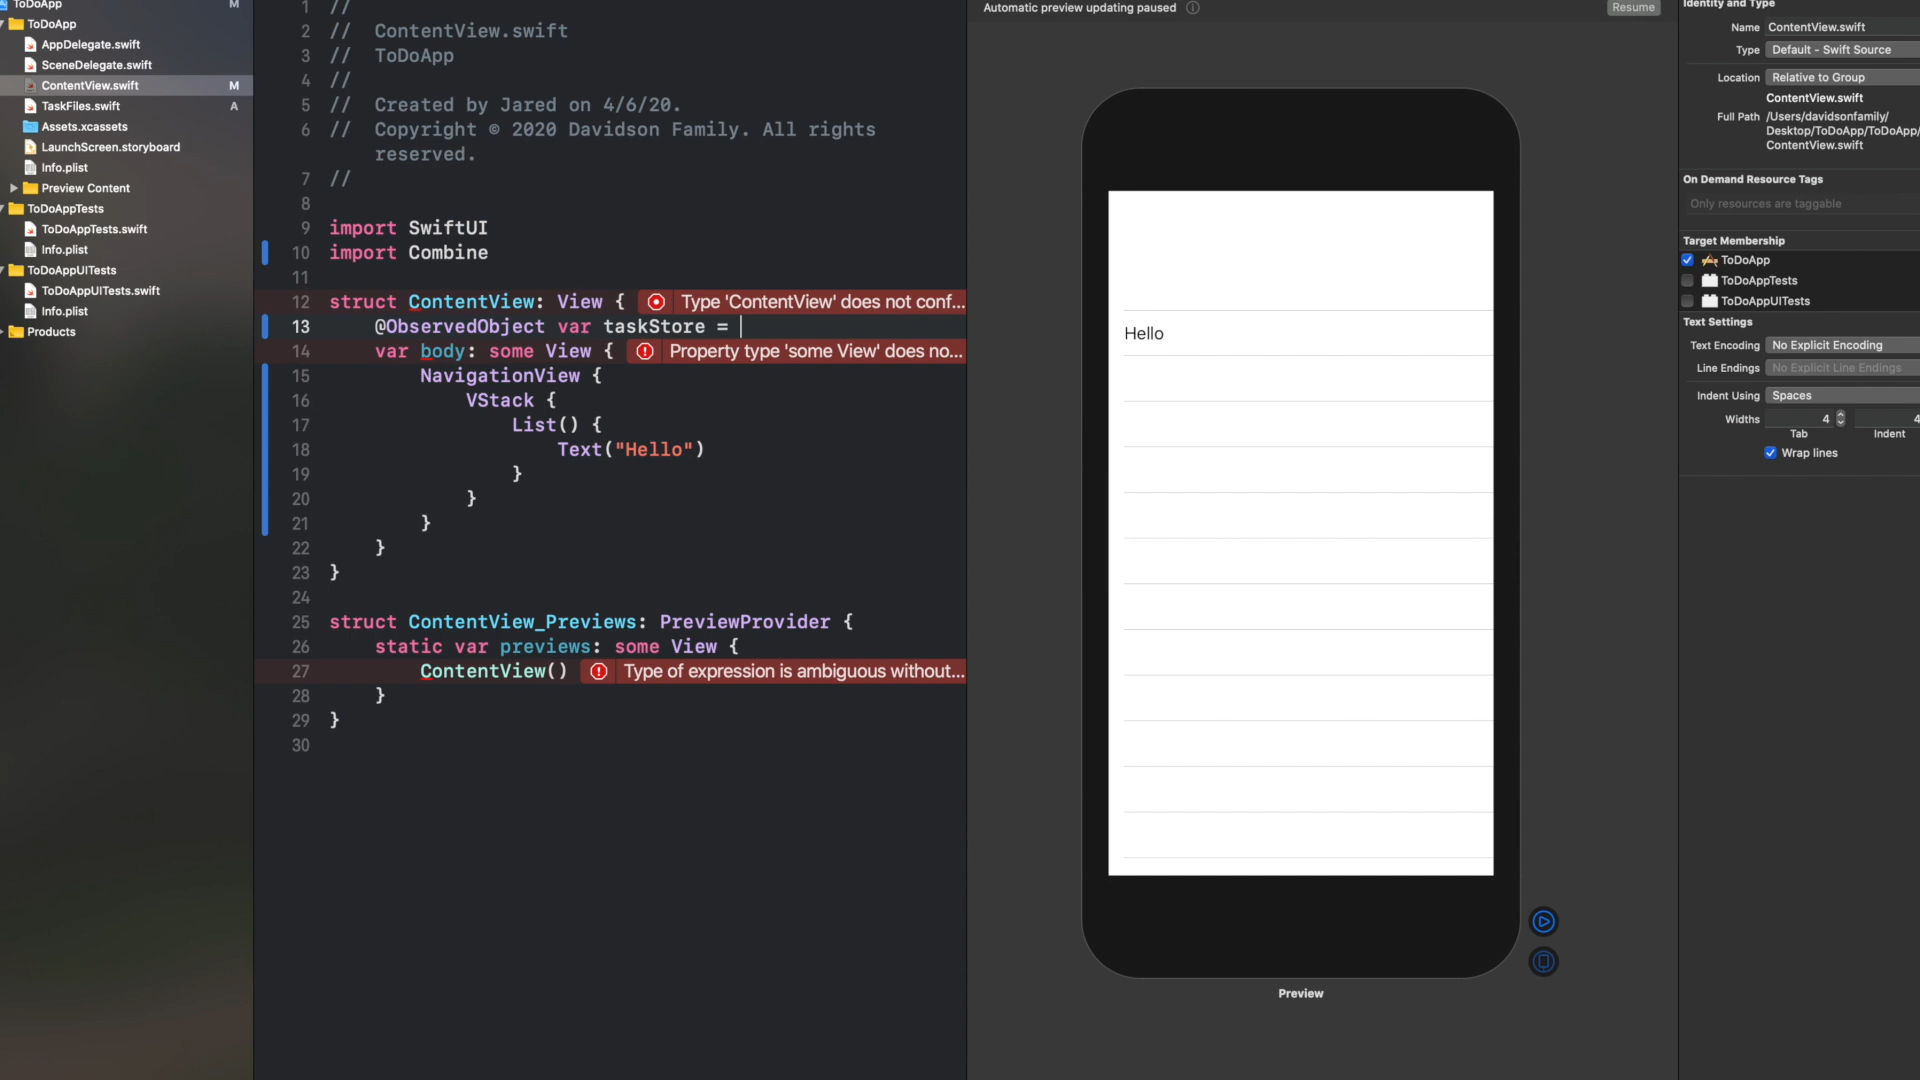 ToDoApp M
ToDoApp
AppDelegate.swift
SceneDelegate.swift
ContentView.swift M
TaskFiles.swift A
Assets.xcassets
LaunchScreen.storyboard
Info.plist
Preview Content
ToDoAppTests
ToDoAppTests.swift
Info.plist
ToDoAppUITests
ToDoAppUITests.swift
Info.plist
Products
1 //
2 // ContentView.swift
3 // ToDoApp
4 //
5 // Created by Jared on 4/6/20.
6 // Copyright © 2020 Davidson Family. All rights
reserved.
7 //
8
9 import SwiftUI
10 import Combine
11
12 struct ContentView: View { Type 'ContentView' does not conf...
13 @ObservedObject var taskStore =
14 var body: some View { Property type 'some View' does no...
15 NavigationView {
16 VStack {
17 List() {
18 Text("Hello")
19 }
20 }
21 }
22 }
23 }
24
25 struct ContentView_Previews: PreviewProvider {
26 static var previews: some View {
27 ContentView() Type of expression is ambiguous without...
28 }
29 }
30
Automatic preview updating paused
Resume
Hello
Preview
Identity and Type
Name ContentView.swift
Type Default - Swift Source
Location Relative to Group
ContentView.swift
Full Path /Users/davidsonfamily/
Desktop/ToDoApp/ToDoApp/
ContentView.swift
On Demand Resource Tags
Only resources are taggable
Target Membership
ToDoApp
ToDoAppTests
ToDoAppUITests
Text Settings
Text Encoding No Explicit Encoding
Line Endings No Explicit Line Endings
Indent Using Spaces
Widths 4 4
Tab Indent
Wrap lines